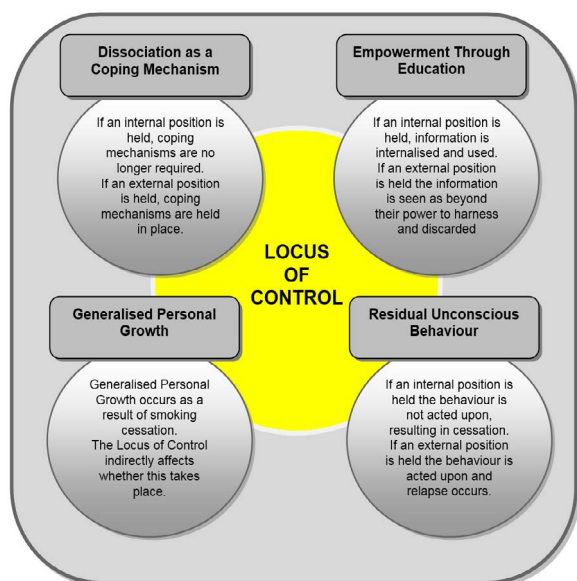 Dissociation as a
Coping Mechanism
If an internal position is
held, coping
mechanisms are no
longer required.
If an external position
is held, coping
mechanisms are held
in place.
Empowerment Through
Education
If an internal position is
held, information is
internalised and used.
If an external position
is held the information
is seen as beyond
their power to harness
and discarded
LOCUS
OF
CONTROL
Generalised Personal
Growth
Generalised Personal
Growth occurs as a
result of smoking
cessation.
The Locus of Control
indirectly affects
whether this takes
place.
Residual Unconscious
Behaviour
If an internal position is
held the behaviour is
not acted upon,
resulting in cessation.
If an external position
is held the behaviour is
acted upon and
relapse occurs.